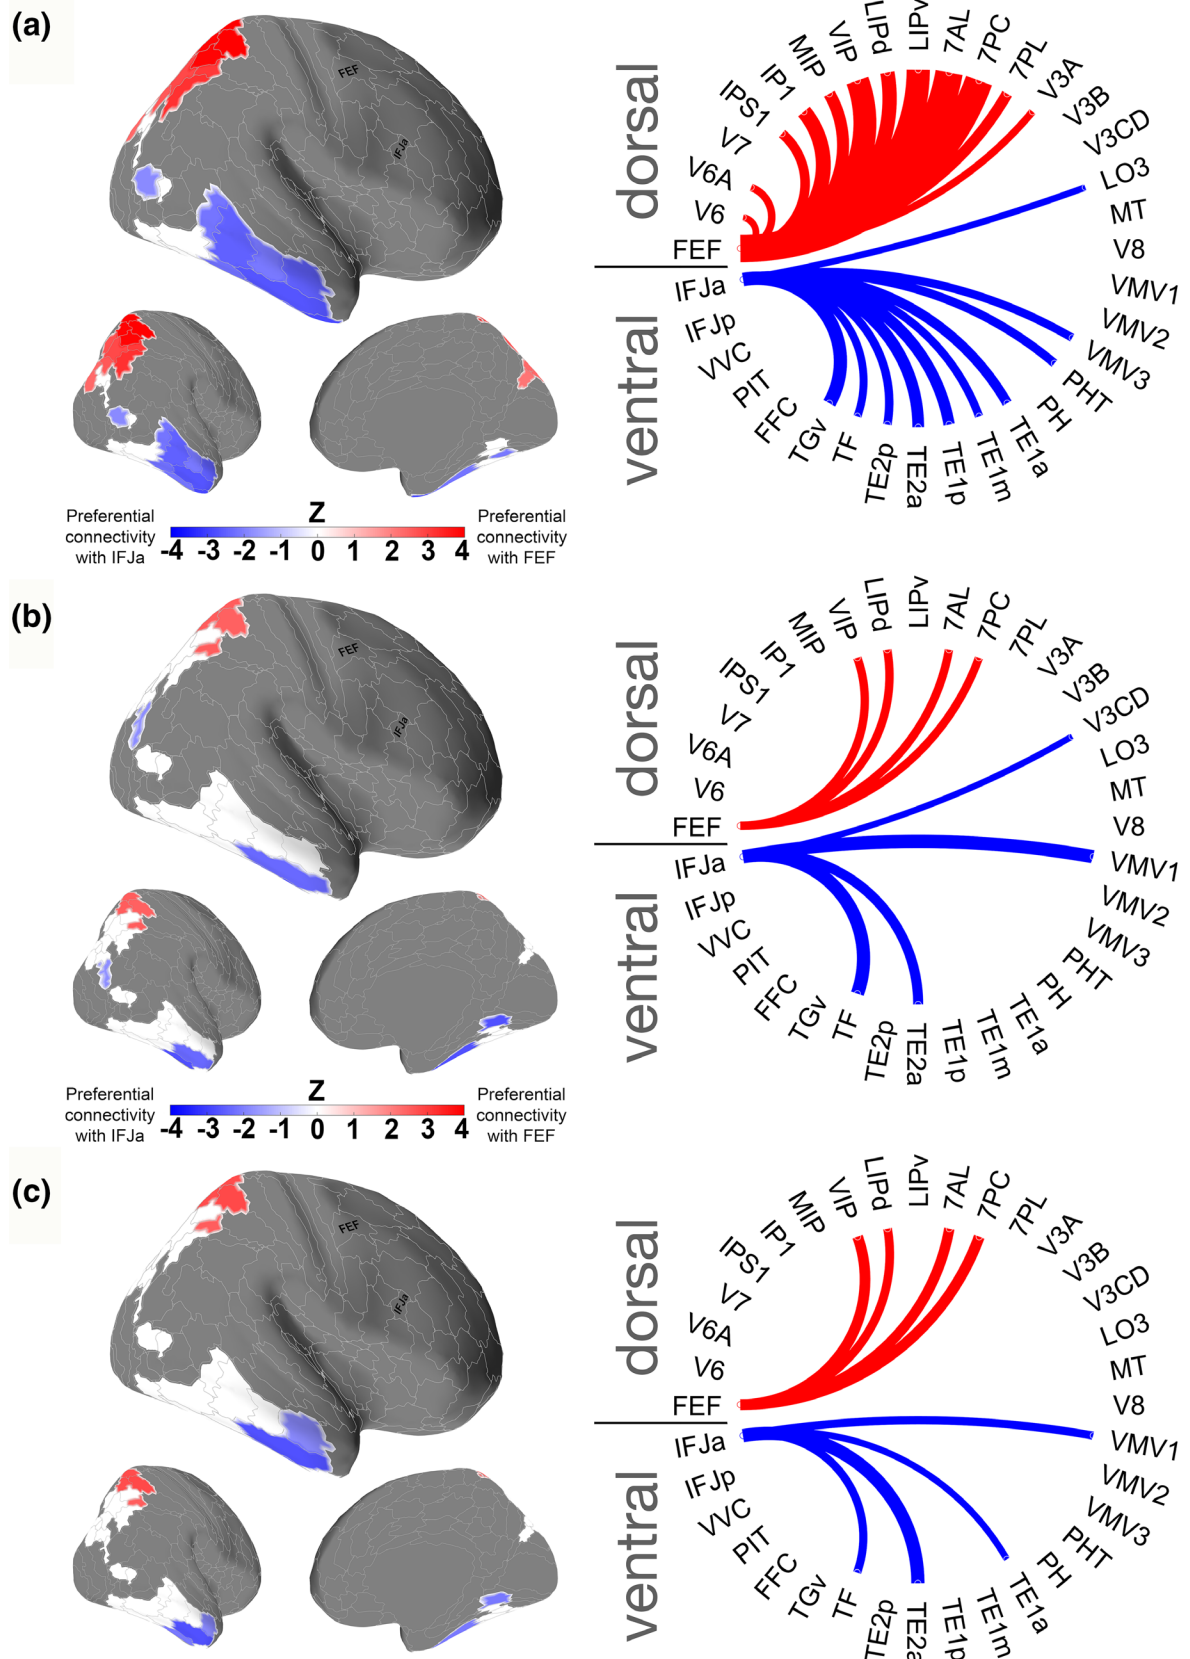 (a)
FEF
IFJa
Preferential
connectivity
with IFJa
Z
-4 -3 -2 -1 0 1 2 3 4
Preferential
connectivity
with FEF
dorsal
ventral
FEF
V6
V6A
V7
IPS1
IP1
MIP
VIP
LIPd
LIPv
7AL
7PC
7PL
V3A
V3B
V3CD
LO3
MT
V8
VMV1
VMV2
VMV3
PHT
PH
TE1a
TE1m
TE1p
TE2a
TE2p
TF
TGv
FFC
PIT
VVC
IFJp
IFJa
(b)
FEF
IFJa
Preferential
connectivity
with IFJa
Z
-4 -3 -2 -1 0 1 2 3 4
Preferential
connectivity
with FEF
dorsal
ventral
FEF
V6
V6A
V7
IPS1
IP1
MIP
VIP
LIPd
LIPv
7AL
7PC
7PL
V3A
V3B
V3CD
LO3
MT
V8
VMV1
VMV2
VMV3
PHT
PH
TE1a
TE1m
TE1p
TE2a
TE2p
TF
TGv
FFC
PIT
VVC
IFJp
IFJa
(c)
FEF
IFJa
dorsal
ventral
FEF
V6
V6A
V7
IPS1
IP1
MIP
VIP
LIPd
LIPv
7AL
7PC
7PL
V3A
V3B
V3CD
LO3
MT
V8
VMV1
VMV2
VMV3
PHT
PH
TE1a
TE1m
TE1p
TE2a
TE2p
TF
TGv
FFC
PIT
VVC
IFJp
IFJa